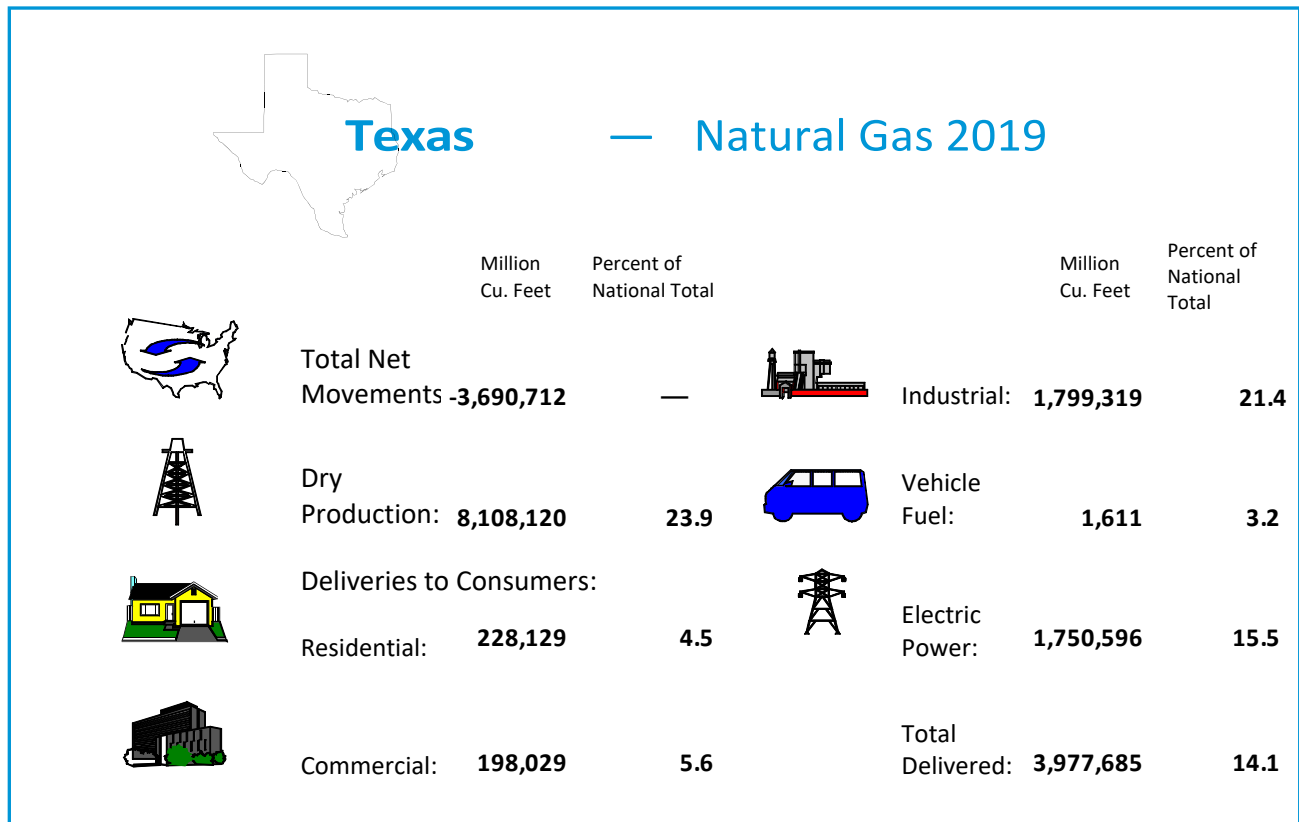 Texas — Natural Gas 2019
Million
Cu. Feet
Percent of
National Total
Million
Cu. Feet
Percent of
National
Total
Total Net
Movements -3,690,712 —
Industrial: 1,799,319 21.4
Dry
Production: 8,108,120 23.9
Vehicle
Fuel: 1,611 3.2
Deliveries to Consumers:
Residential: 228,129 4.5
Electric
Power: 1,750,596 15.5
Commercial: 198,029 5.6
Total
Delivered: 3,977,685 14.1